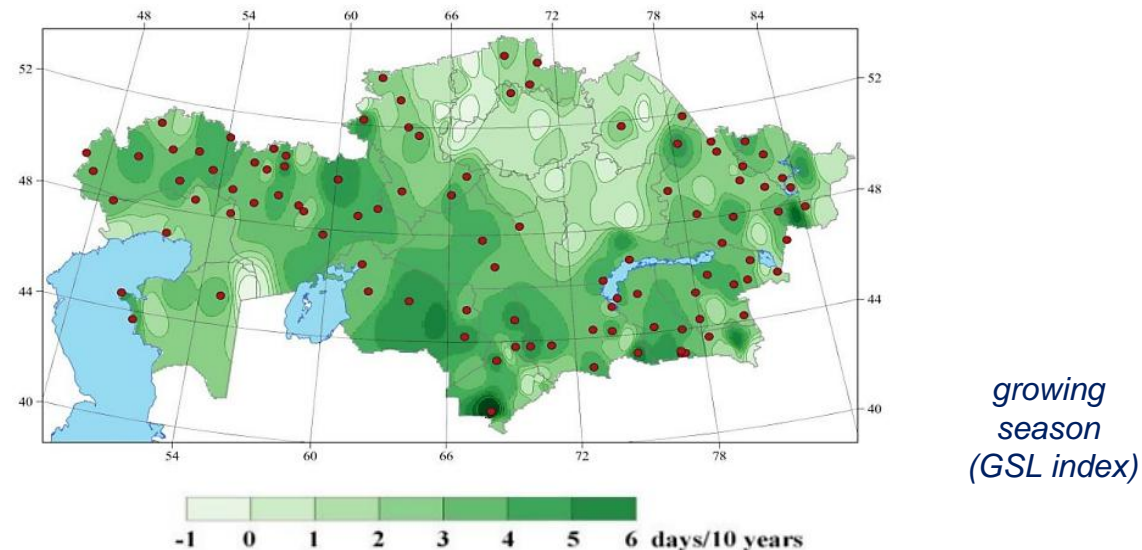 48 54 60 66 72 78 84
52 52
48 48
44 44
40 40
54 60 66 72 78
growing
season
(GSL index)
-1 0 1 2 3 4 5 6 days/10 years